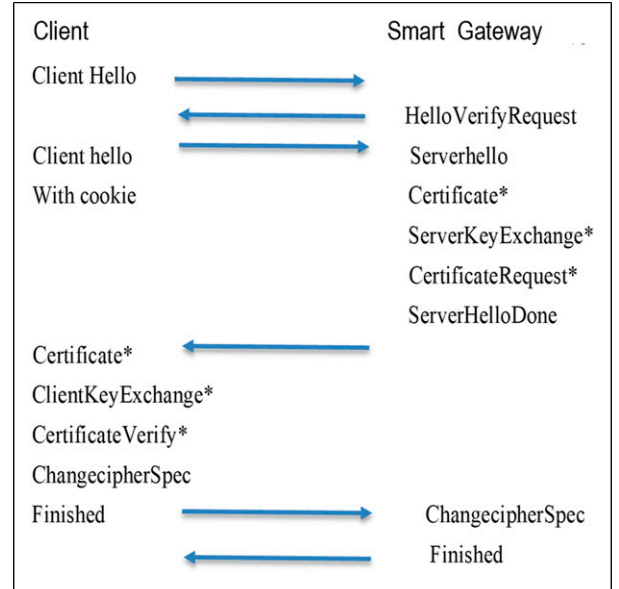 Client Smart Gateway
Client Hello
HelloVerifyRequest
Client hello Serverhello
With cookie Certificate*
ServerKeyExchange*
CertificateRequest*
ServerHelloDone
Certificate*
ClientKeyExchange*
CertificateVerify*
ChangecipherSpec
Finished ChangecipherSpec
Finished